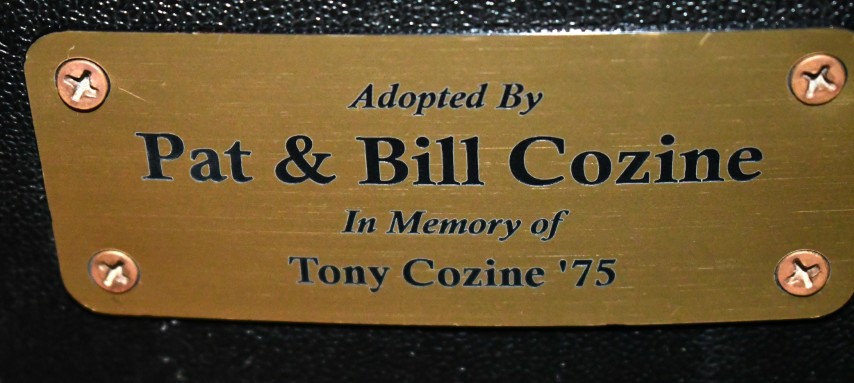 Adopted By
Pat & Bill Cozine
In Memory of
Tony Cozine '75